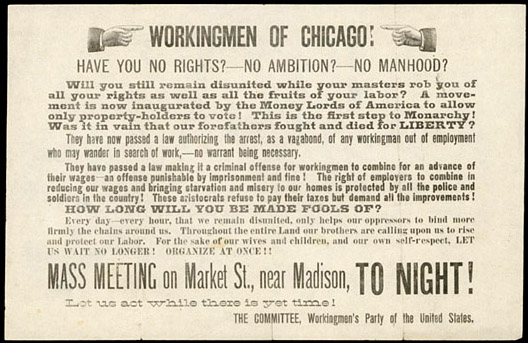 WORKINGMEN OF CHICAGO!
HAVE YOU NO RIGHTS?—NO AMBITION?—NO MANHOOD?
Will you still remain disunited while your masters rob you of
all your rights as well as all the fruits of your labor? A move-
ment is now inaugurated by the Money Lords of America to allow
only property-holders to vote! This is the first step to Monarchy!
Was it in vain that our forefathers fought and died for LIBERTY?
They have now passed a law authorizing the arrest, as a vagabond, of any workingman out of employment
who may wander in search of work,—no warrant being necessary.
They have passed a law making it a criminal offense for workingmen to combine for an advance of
their wages—an offense punishable by imprisonment and fine! The right of employers to combine in
reducing our wages and bringing starvation and misery to our homes is protected by all the police and
soldiers in the country! These aristocrats refuse to pay their taxes but demand all the improvements!
HOW LONG WILL YOU BE MADE FOOLS OF?
Every day—every hour, that we remain disunited, only helps our oppressors to bind more
firmly the chains around us. Throughout the entire Land our brothers are calling upon us to rise
and protect our Labor. For the sake of our wives and children, and our own self-respect, LET
US WAIT NO LONGER! ORGANIZE AT ONCE!!
MASS MEETING on Market St., near Madison, TO NIGHT!
Let us act while there is yet time!
THE COMMITTEE, Workingmen's Party of the United States.